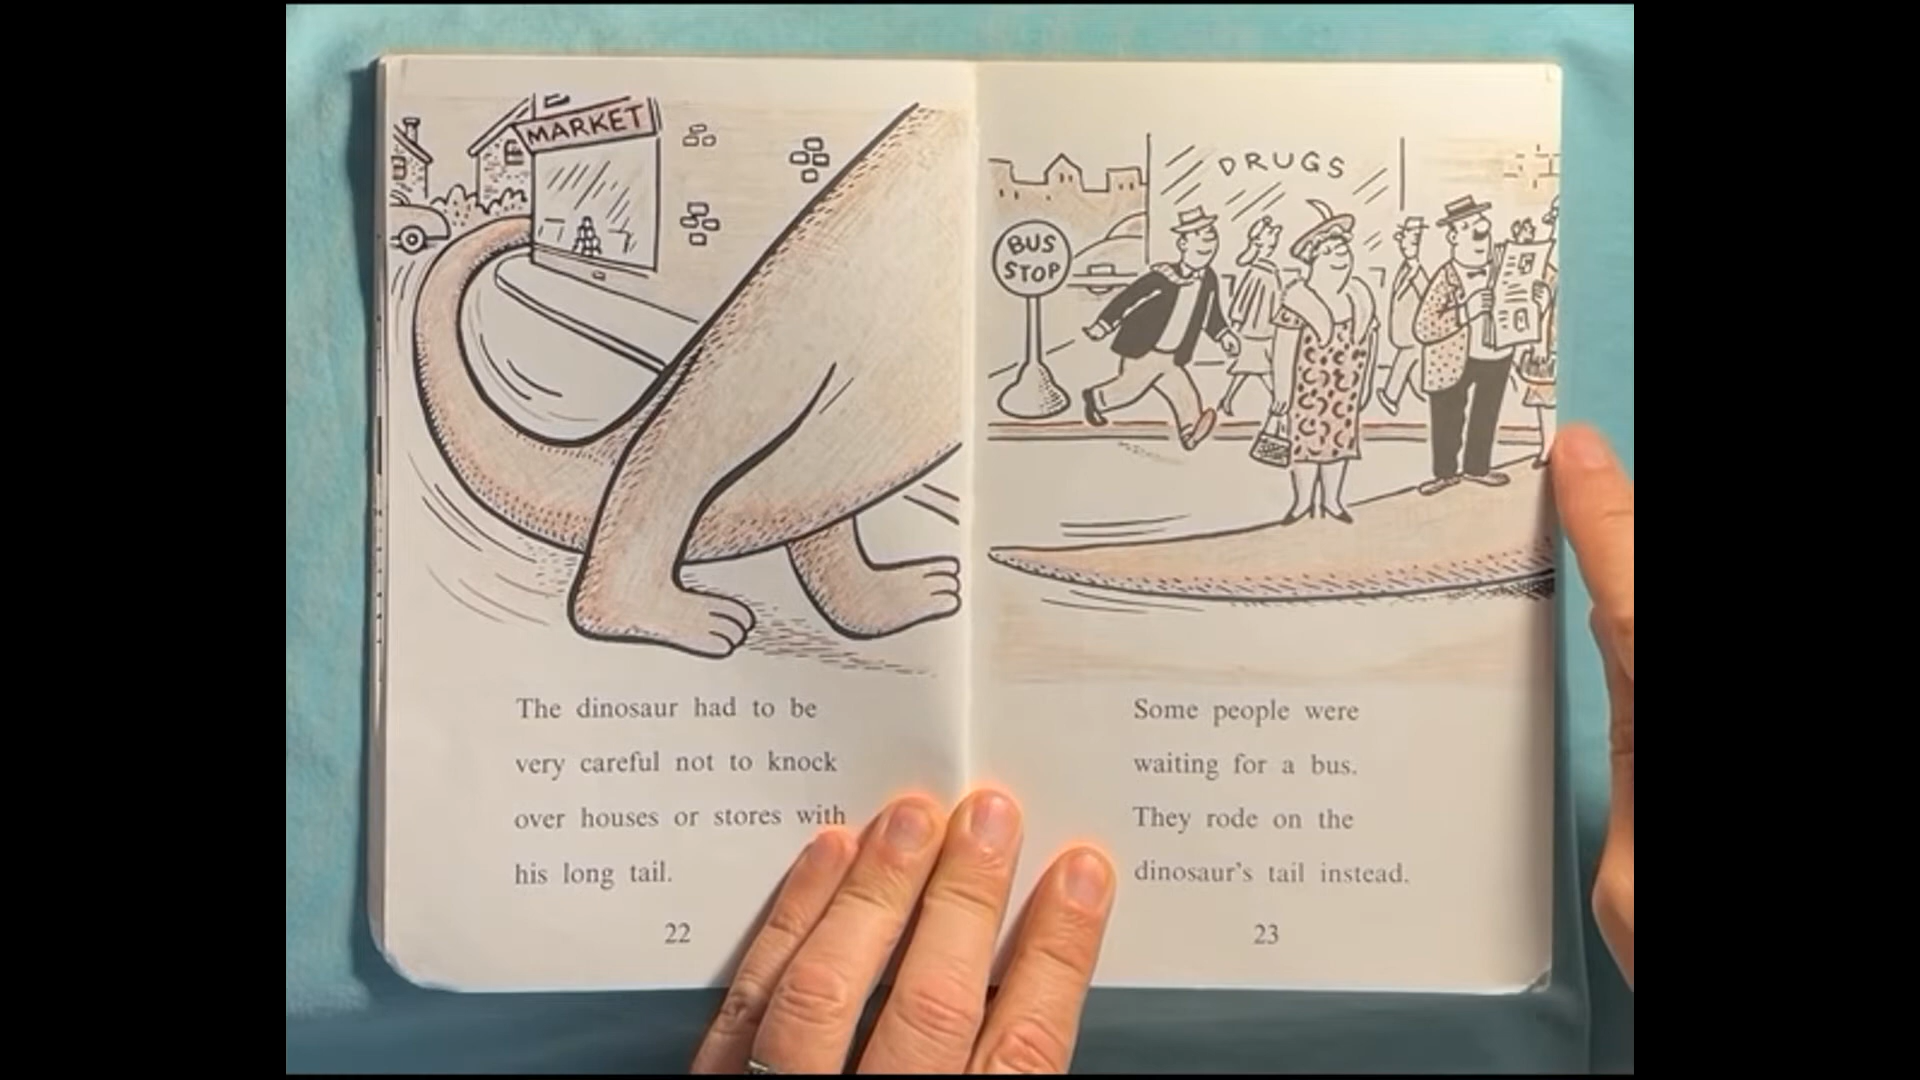 MARKET
The dinosaur had to be
very careful not to knock
over houses or stores with
his long tail.
22
DRUGS
BUS
STOP
Some people were
waiting for a bus.
They rode on the
dinosaur's tail instead.
23